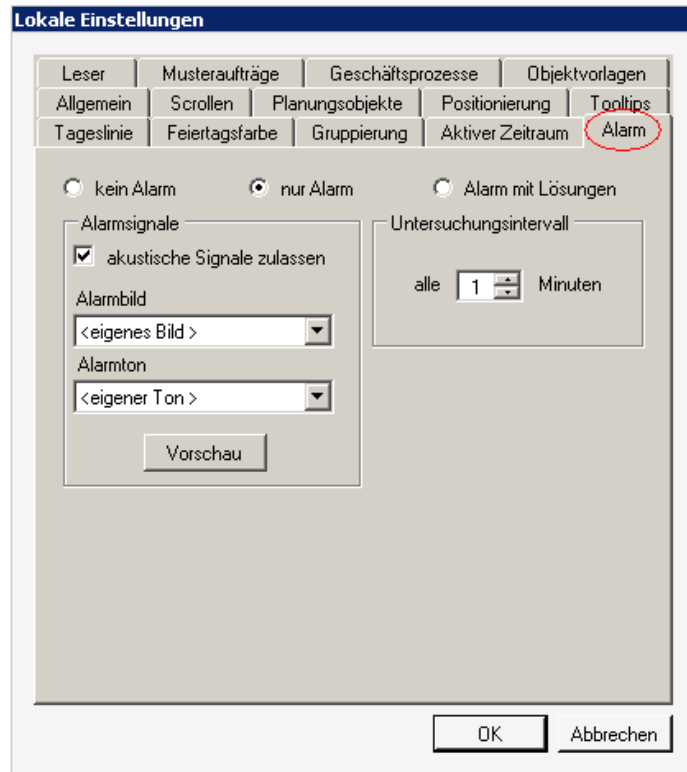 Lokale Einstellungen
Leser Musteraufträge Geschäftsprozesse Objektvorlagen
Allgemein Scrollen Planungsobjekte Positionierung Tooltips
Tageslinie Feiertagsfarbe Gruppierung Aktiver Zeitraum Alarm
kein Alarm nur Alarm Alarm mit Lösungen
Alarmsignale Untersuchungsintervall
akustische Signale zulassen
alle 1 Minuten
Alarmbild
<eigenes Bild >
Alarmton
<eigener Ton >
Vorschau
OK Abbrechen